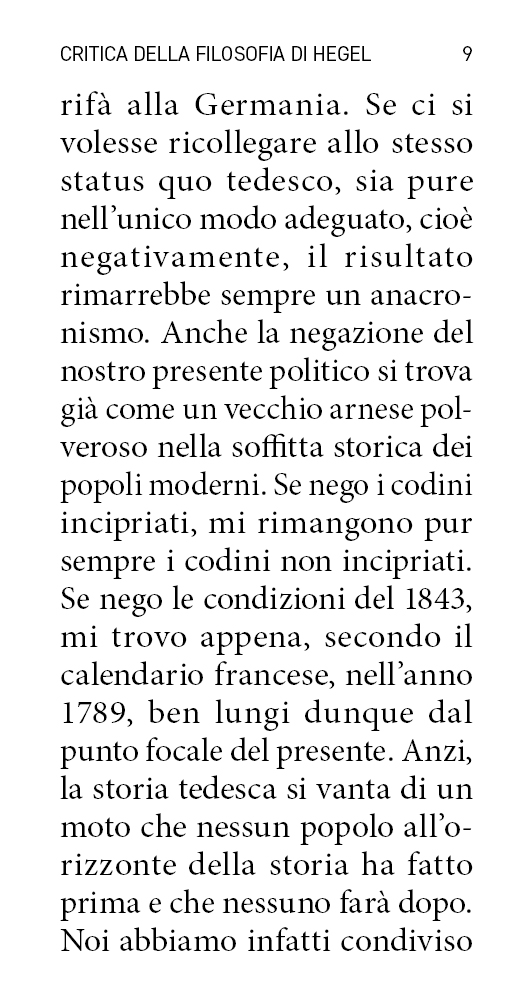 CRITICA DELLA FILOSOFIA DI HEGEL 9
rifà alla Germania. Se ci si
volesse ricollegare allo stesso
status quo tedesco, sia pure
nell’unico modo adeguato, cioè
negativamente, il risultato
rimarrebbe sempre un anacro-
nismo. Anche la negazione del
nostro presente politico si trova
già come un vecchio arnese pol-
veroso nella soffitta storica dei
popoli moderni. Se nego i codini
incipriati, mi rimangono pur
sempre i codini non incipriati.
Se nego le condizioni del 1843,
mi trovo appena, secondo il
calendario francese, nell’anno
1789, ben lungi dunque dal
punto focale del presente. Anzi,
la storia tedesca si vanta di un
moto che nessun popolo all’o-
rizzonte della storia ha fatto
prima e che nessuno farà dopo.
Noi abbiamo infatti condiviso